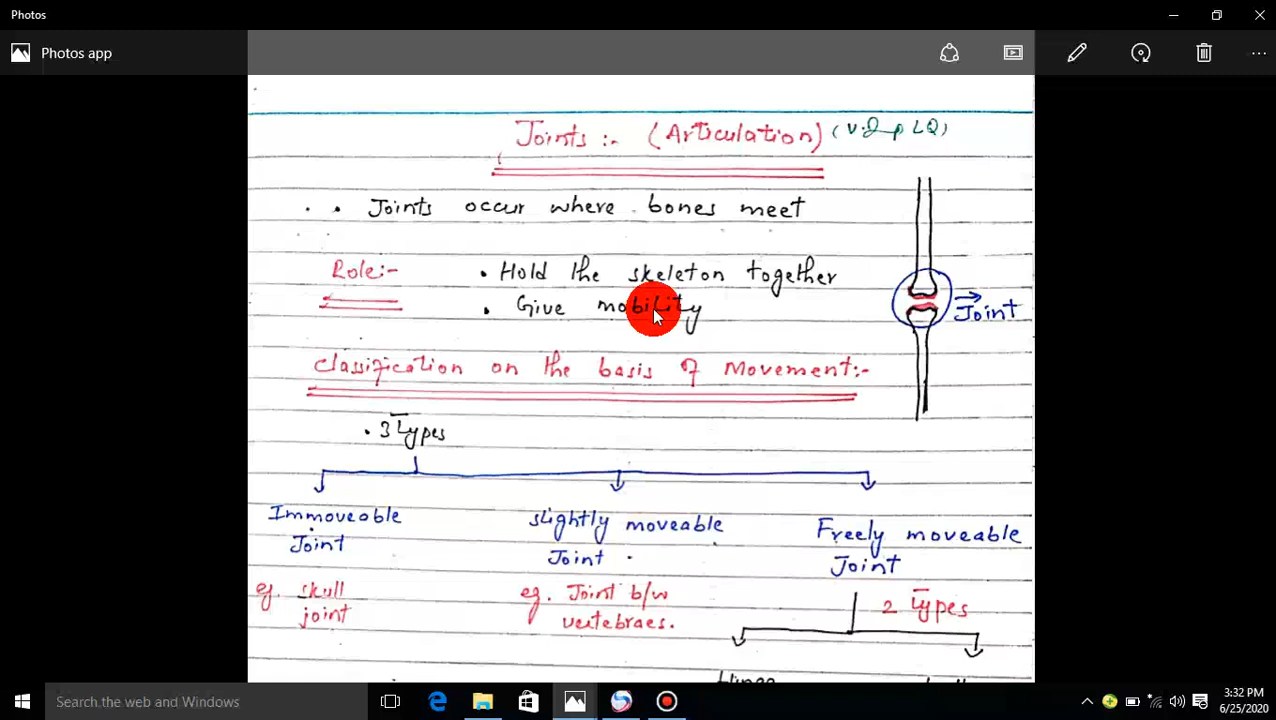 Photos
Photos app
Joints :- (Articulation) (V. Imp LQ)
Joints occur where bones meet
Role:- • Hold the skeleton together
• Give mobility
Joint
Classification on the basis of Movement:-
• 3 Types
Immoveable Joint
slightly moveable Joint
Freely moveable Joint
eg. skull joint
eg. Joint b/w vertebraes.
2 Types
Search the web and Windows
3:32 PM
6/25/2020